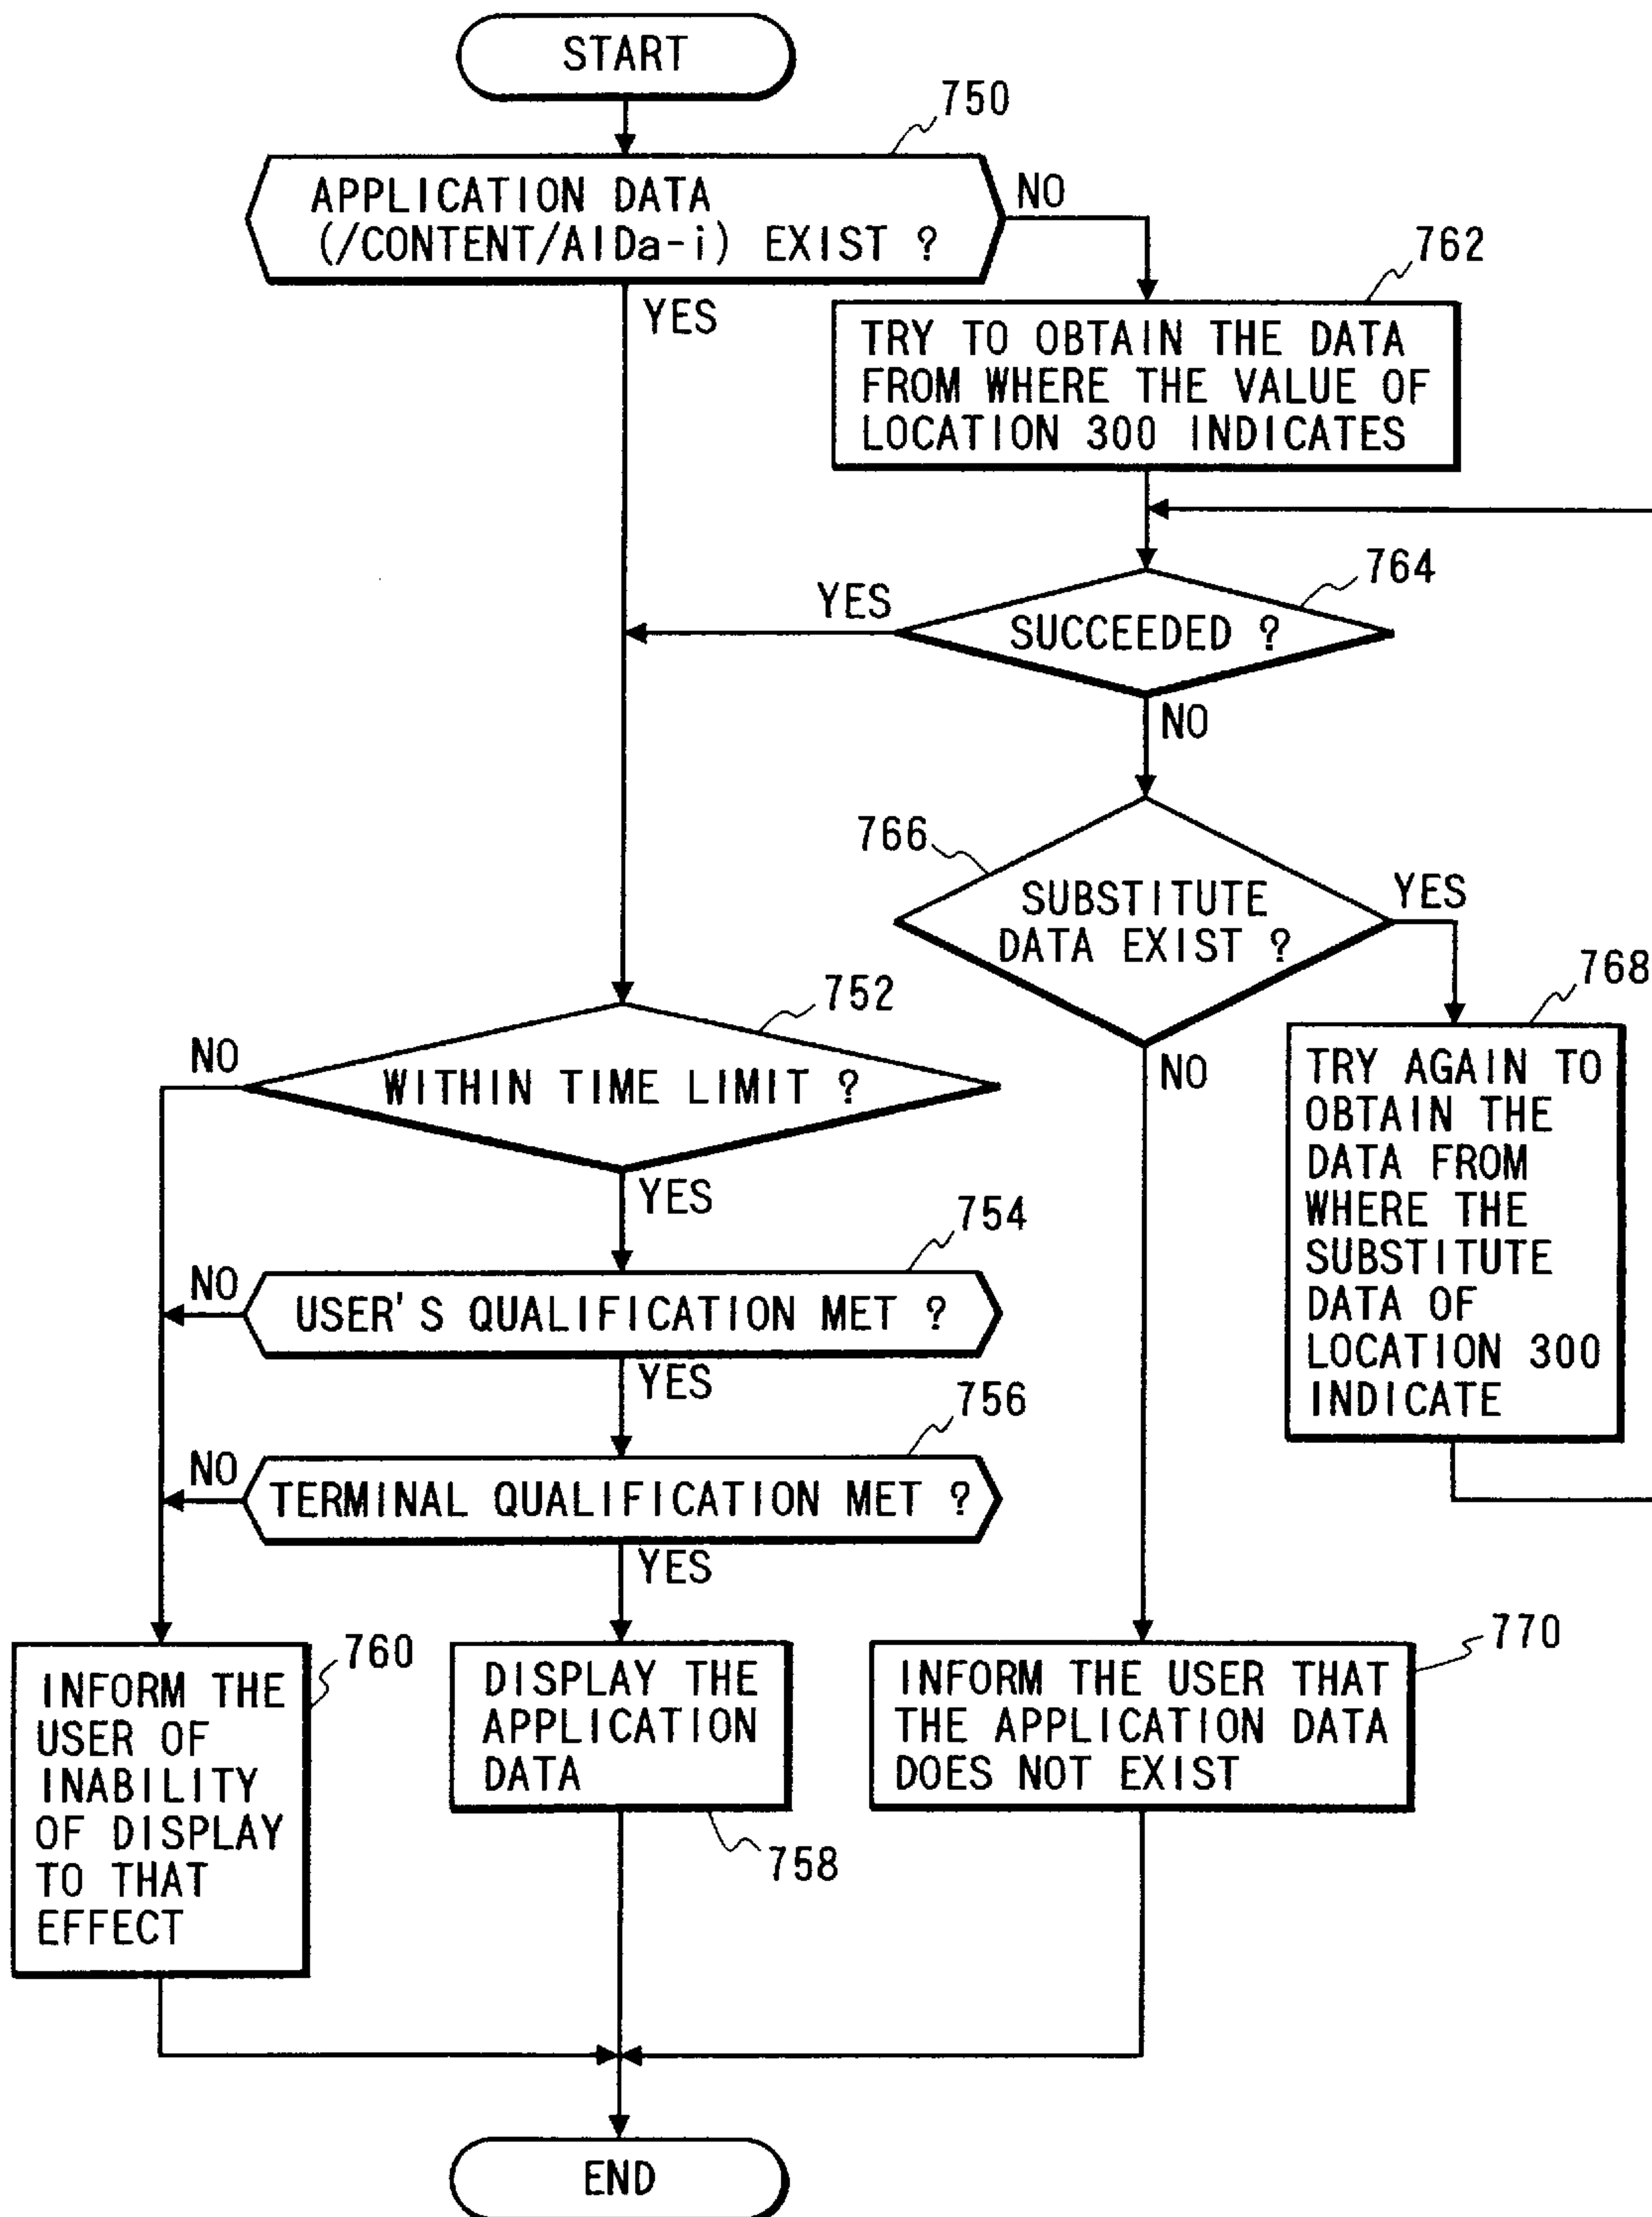 START
750
APPLICATION DATA
(/CONTENT/AIDa-i) EXIST ?
NO
YES
762
TRY TO OBTAIN THE DATA
FROM WHERE THE VALUE OF
LOCATION 300 INDICATES
764
YES
SUCCEEDED ?
NO
766
SUBSTITUTE
DATA EXIST ?
YES
NO
768
TRY AGAIN TO
OBTAIN THE
DATA FROM
WHERE THE
SUBSTITUTE
DATA OF
LOCATION 300
INDICATE
752
NO
WITHIN TIME LIMIT ?
YES
754
NO
USER'S QUALIFICATION MET ?
YES
756
NO
TERMINAL QUALIFICATION MET ?
YES
760
INFORM THE
USER OF
INABILITY
OF DISPLAY
TO THAT
EFFECT
DISPLAY THE
APPLICATION
DATA
758
770
INFORM THE USER THAT
THE APPLICATION DATA
DOES NOT EXIST
END